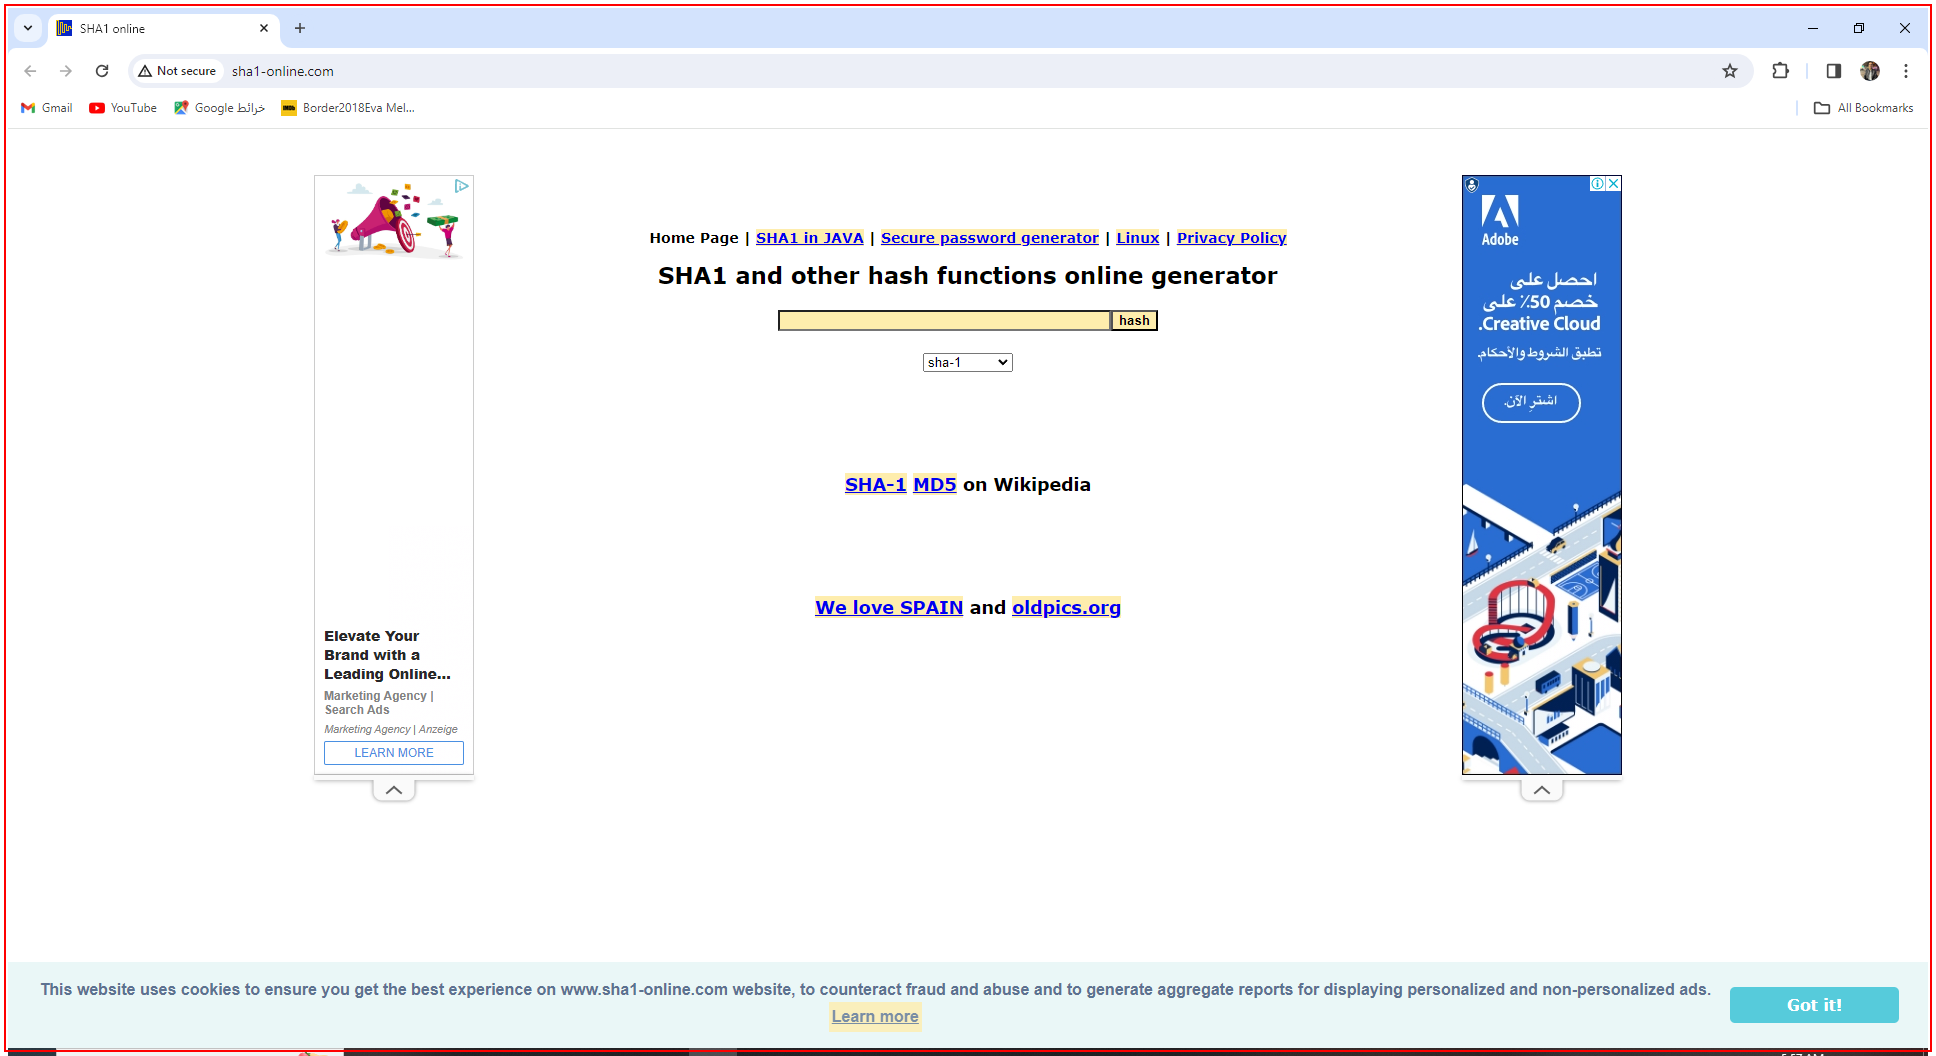 SHA1 online
Not secure
sha1-online.com
Gmail
YouTube
Google خرائط
Border2018Eva Mel...
All Bookmarks
Home Page | SHA1 in JAVA | Secure password generator | Linux | Privacy Policy
SHA1 and other hash functions online generator
hash
sha-1
SHA-1 MD5 on Wikipedia
We love SPAIN and oldpics.org
Elevate Your
Brand with a
Leading Online...
Marketing Agency |
Search Ads
Marketing Agency | Anzeige
LEARN MORE
Adobe
احصل على
خصم 50٪ على
Creative Cloud.
تطبق الشروط والأحكام.
اشترِ الآن.
This website uses cookies to ensure you get the best experience on www.sha1-online.com website, to counteract fraud and abuse and to generate aggregate reports for displaying personalized and non-personalized ads.
Learn more
Got it!